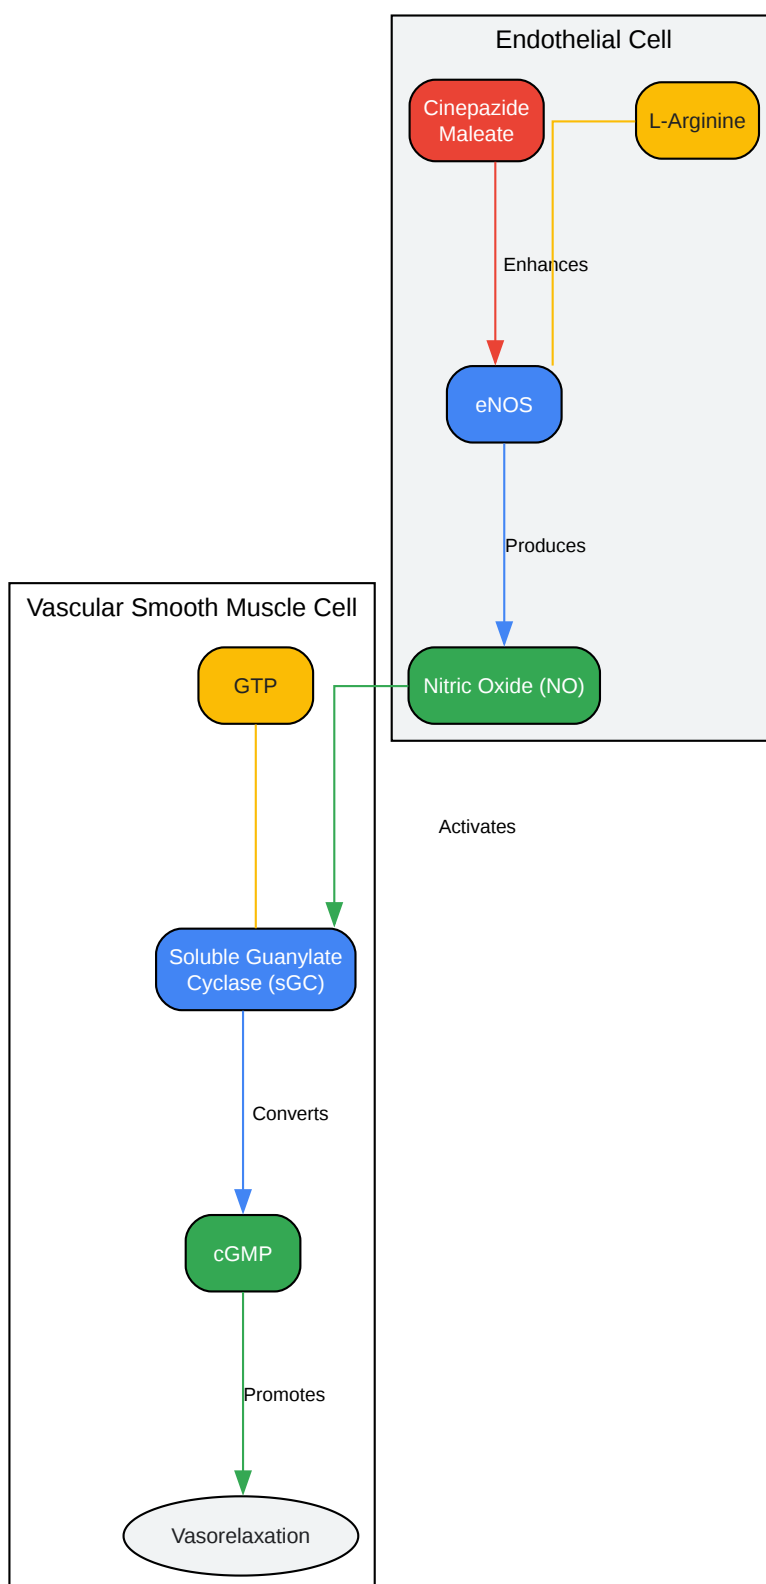 Endothelial Cell
Cinepazide
Maleate
L-Arginine
Enhances
eNOS
Produces
Vascular Smooth Muscle Cell
GTP
Nitric Oxide (NO)
Activates
Soluble Guanylate
Cyclase (sGC)
Converts
cGMP
Promotes
Vasorelaxation